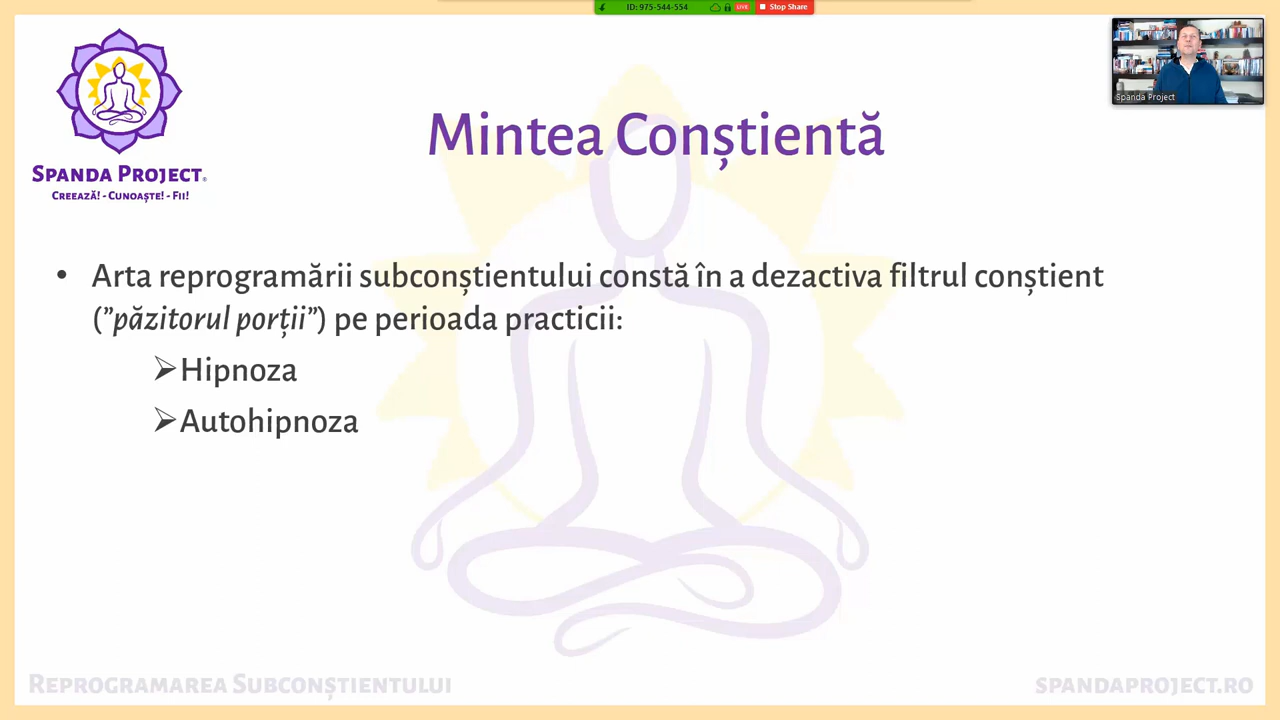 ID: 975-544-554
LIVE
Stop Share
Spanda Project
SPANDA PROJECT®
CREEAZĂ! - CUNOAȘTE! - FII!
Mintea Conștientă
• Arta reprogramării subconștientului constă în a dezactiva filtrul conștient
(”păzitorul porții”) pe perioada practicii:
➢Hipnoza
➢Autohipnoza
REPROGRAMAREA SUBCONȘTIENTULUI
SPANDAPROJECT.RO